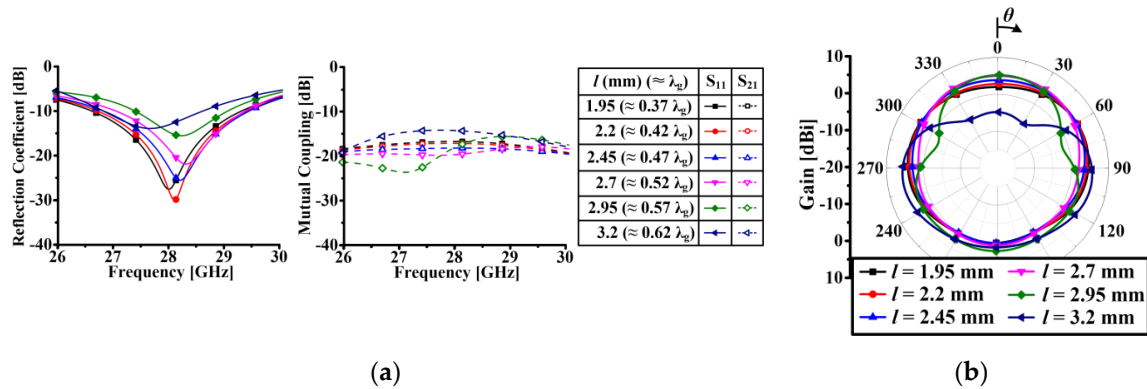 0
-10
-20
-30
-40
26 27 28 29 30
Frequency [GHz]
Reflection Coefficient [dB]
0
-10
-20
-30
-40
26 27 28 29 30
Frequency [GHz]
Mutual Coupling [dB]
l (mm) (≈ λg) S11 S21
1.95 (≈ 0.37 λg)
2.2 (≈ 0.42 λg)
2.45 (≈ 0.47 λg)
2.7 (≈ 0.52 λg)
2.95 (≈ 0.57 λg)
3.2 (≈ 0.62 λg)
(a)
θ
0
330 30
300 60
270 90
240 120
10
0
-10
-20
-10
0
10
Gain [dBi]
l = 1.95 mm l = 2.7 mm
l = 2.2 mm l = 2.95 mm
l = 2.45 mm l = 3.2 mm
(b)